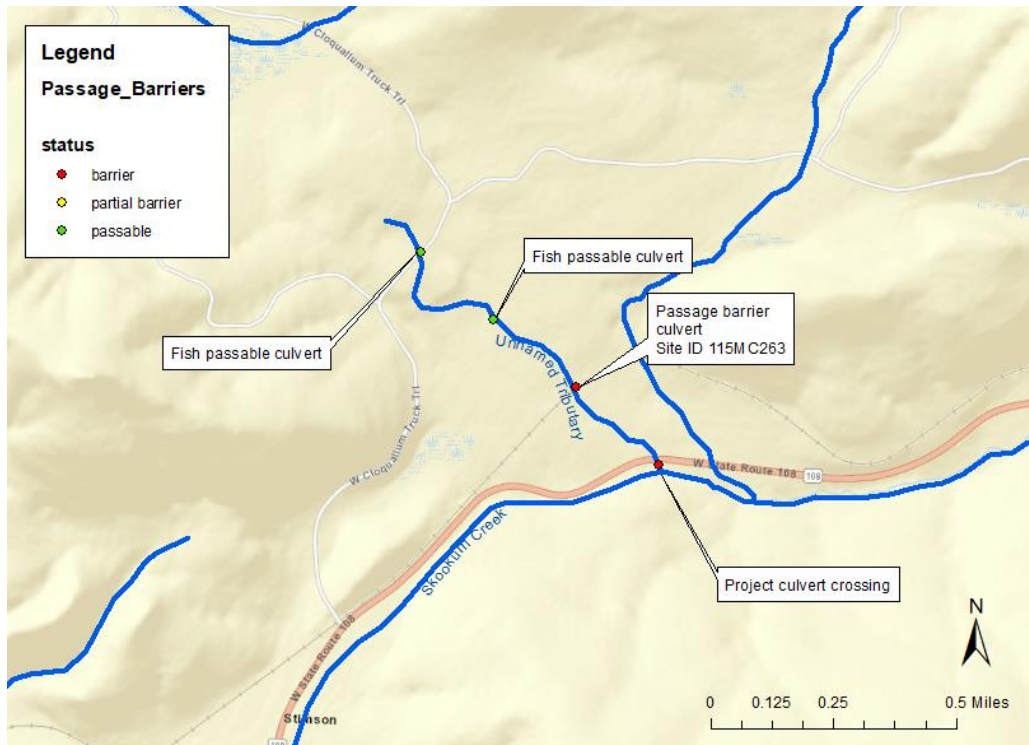 Legend
Passage_Barriers
status
barrier
partial barrier
passable
W Cloquallum Truck Trl
Fish passable culvert
Fish passable culvert
Passage barrier
culvert
Site ID 115MC263
Unnamed Tributary
W Cloquallum Truck Trl
W State Route 108
108
Skookum Creek
Project culvert crossing
W State Route 108
Stimson
108
N
0 0.125 0.25 0.5 Miles